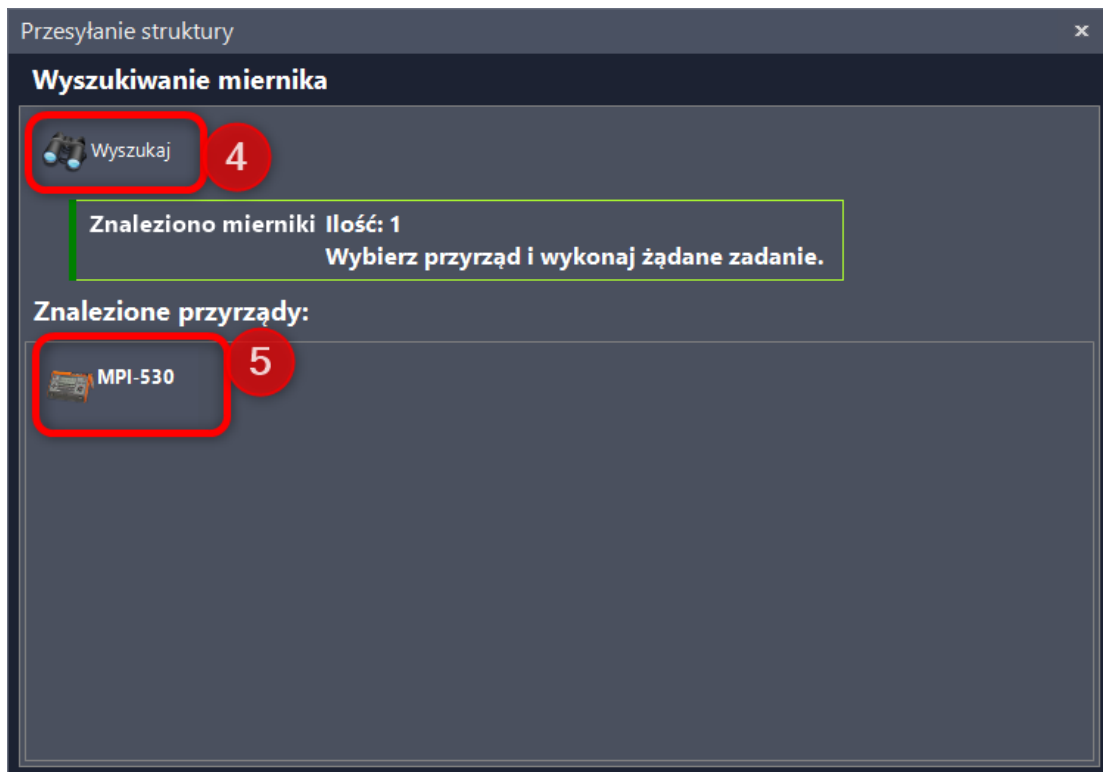 Przesyłanie struktury
Wyszukiwanie miernika
Wyszukaj
4
Znaleziono mierniki Ilość: 1
Wybierz przyrząd i wykonaj żądane zadanie.
Znalezione przyrządy:
MPI-530
5